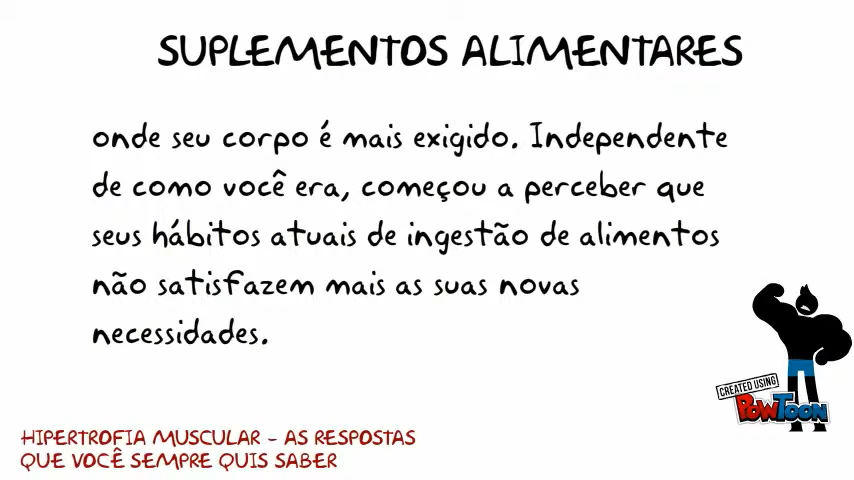 SUPLEMENTOS ALIMENTARES
onde seu corpo é mais exigido. Independente
de como você era, começou a perceber que
seus hábitos atuais de ingestão de alimentos
não satisfazem mais as suas novas
necessidades.
CREATED USING
POWTOON
HIPERTROFIA MUSCULAR - AS RESPOSTAS
QUE VOCÊ SEMPRE QUIS SABER